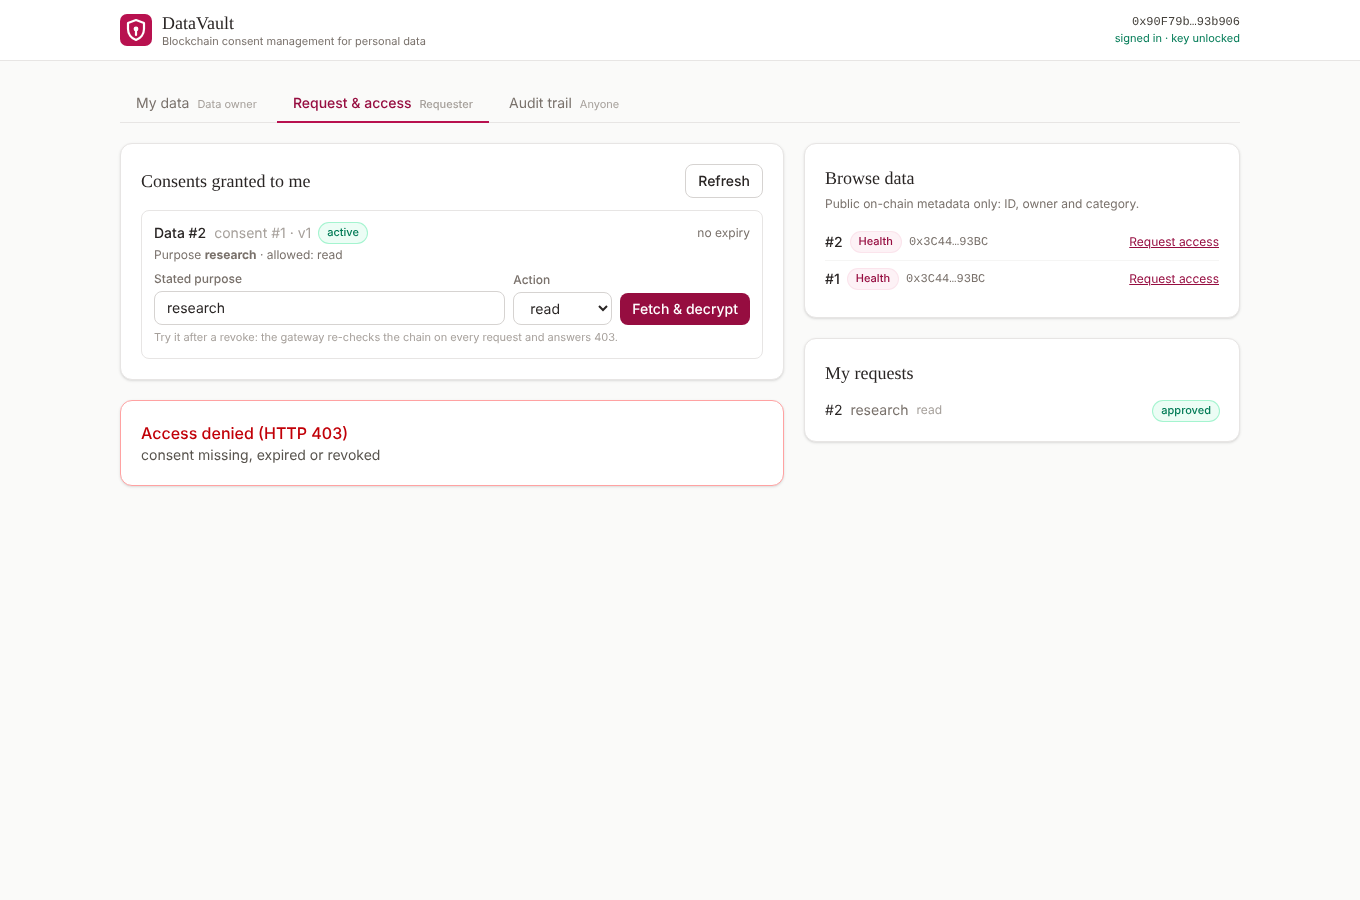 DataVault
Blockchain consent management for personal data
0x90F79b…93b906
signed in · key unlocked
My data Data owner
Request & access Requester
Audit trail Anyone
Consents granted to me
Refresh
Data #2 consent #1 · v1 active
no expiry
Purpose research · allowed: read
Stated purpose
Action
research
read
Fetch & decrypt
Try it after a revoke: the gateway re-checks the chain on every request and answers 403.
Access denied (HTTP 403)
consent missing, expired or revoked
Browse data
Public on-chain metadata only: ID, owner and category.
#2 Health 0x3C44…93BC Request access
#1 Health 0x3C44…93BC Request access
My requests
#2 research read approved